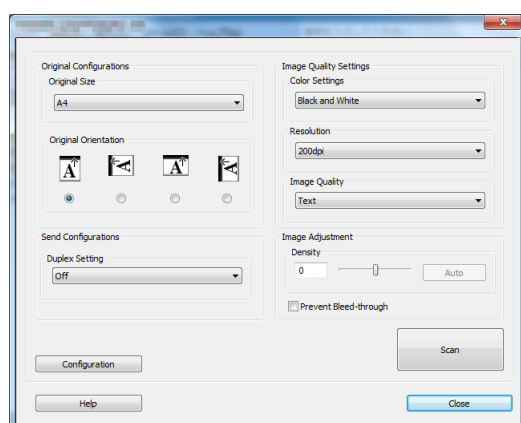 Original Configurations
Original Size
A4
Original Orientation
A A A A
Send Configurations
Duplex Setting
Off
Configuration
Help
Image Quality Settings
Color Settings
Black and White
Resolution
200dpi
Image Quality
Text
Image Adjustment
Density
0 Auto
Prevent Bleed-through
Scan
Close